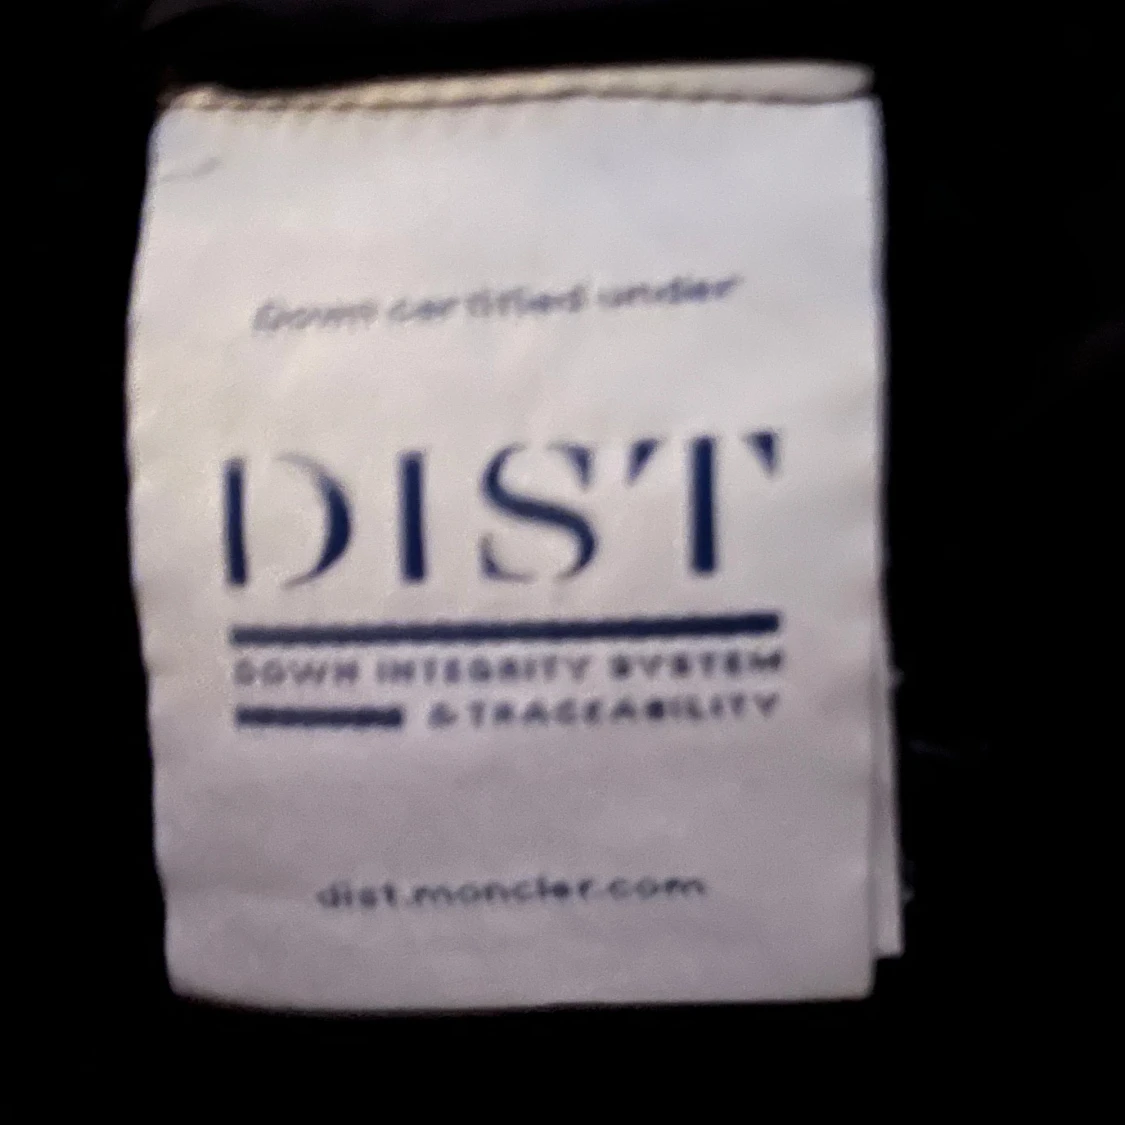 Down certified under
DIST
DOWN INTEGRITY SYSTEM
& TRACEABILITY
dist.moncler.com